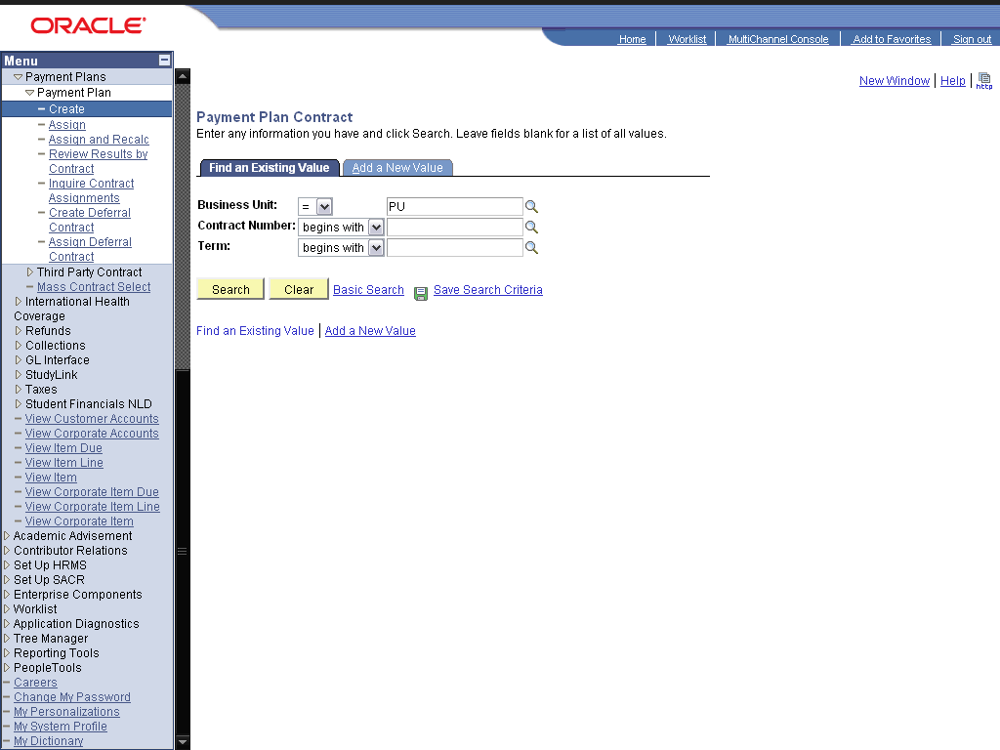 ORACLE
Home
Worklist
MultiChannel Console
Add to Favorites
Sign out
Menu
Payment Plans
Payment Plan
Create
Assign
Assign and Recalc
Review Results by
Contract
Inquire Contract
Assignments
Create Deferral
Contract
Assign Deferral
Contract
Third Party Contract
Mass Contract Select
International Health
Coverage
Refunds
Collections
GL Interface
StudyLink
Taxes
Student Financials NLD
View Customer Accounts
View Corporate Accounts
View Item Due
View Item Line
View Item
View Corporate Item Due
View Corporate Item Line
View Corporate Item
Academic Advisement
Contributor Relations
Set Up HRMS
Set Up SACR
Enterprise Components
Worklist
Application Diagnostics
Tree Manager
Reporting Tools
PeopleTools
Careers
Change My Password
My Personalizations
My System Profile
My Dictionary
New Window | Help | http
Payment Plan Contract
Enter any information you have and click Search. Leave fields blank for a list of all values.
Find an Existing Value
Add a New Value
Business Unit: = PU
Contract Number: begins with
Term: begins with
Search Clear Basic Search Save Search Criteria
Find an Existing Value | Add a New Value